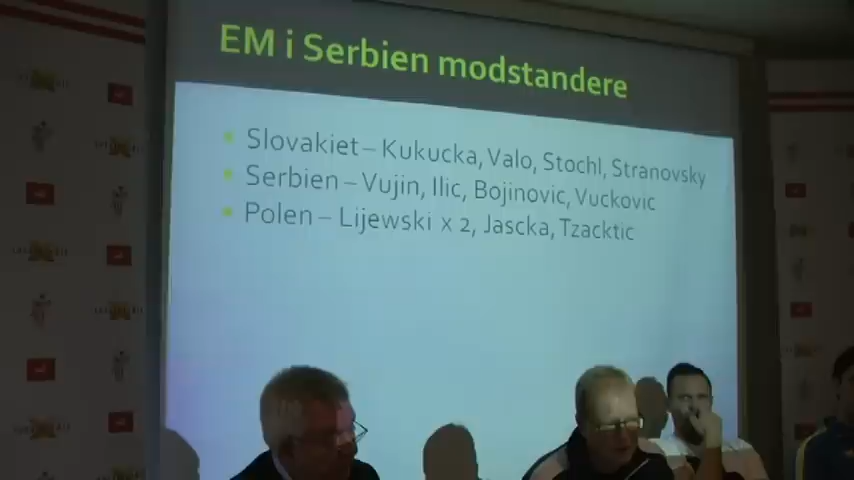 EM i Serbien modstandere
Slovakiet – Kukucka, Valo, Stochl, Stranovsky
Serbien – Vujin, Ilic, Bojinovic, Vuckovic
Polen – Lijewski x 2, Jascka, Tzacktic